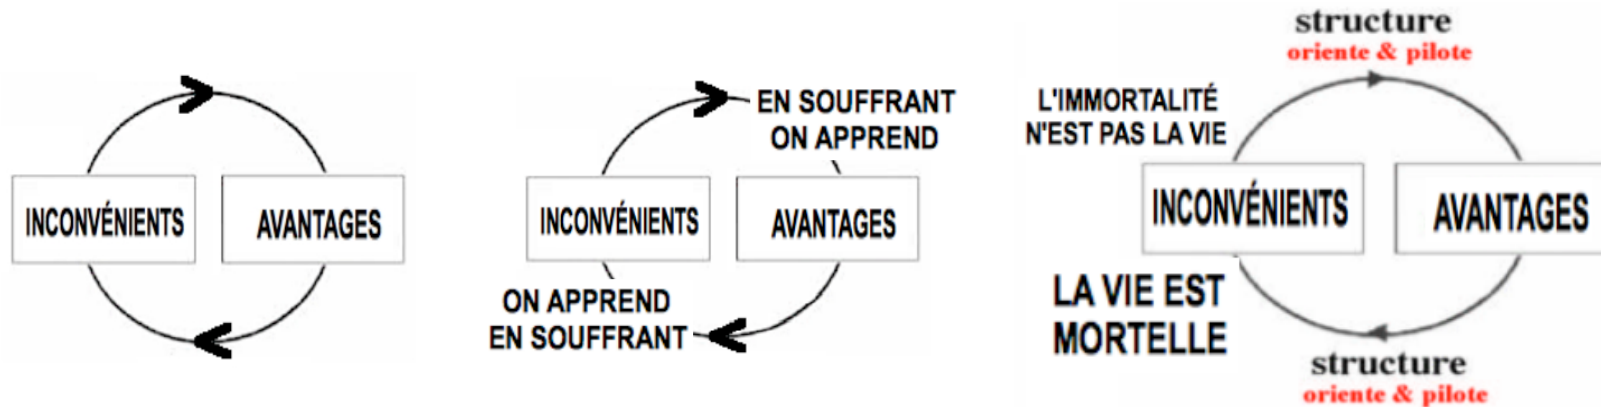 INCONVÉNIENTS
AVANTAGES
EN SOUFFRANT
ON APPREND
INCONVÉNIENTS
AVANTAGES
ON APPREND
EN SOUFFRANT
structure
oriente & pilote
L'IMMORTALITÉ
N'EST PAS LA VIE
INCONVÉNIENTS
AVANTAGES
LA VIE EST
MORTELLE
structure
oriente & pilote